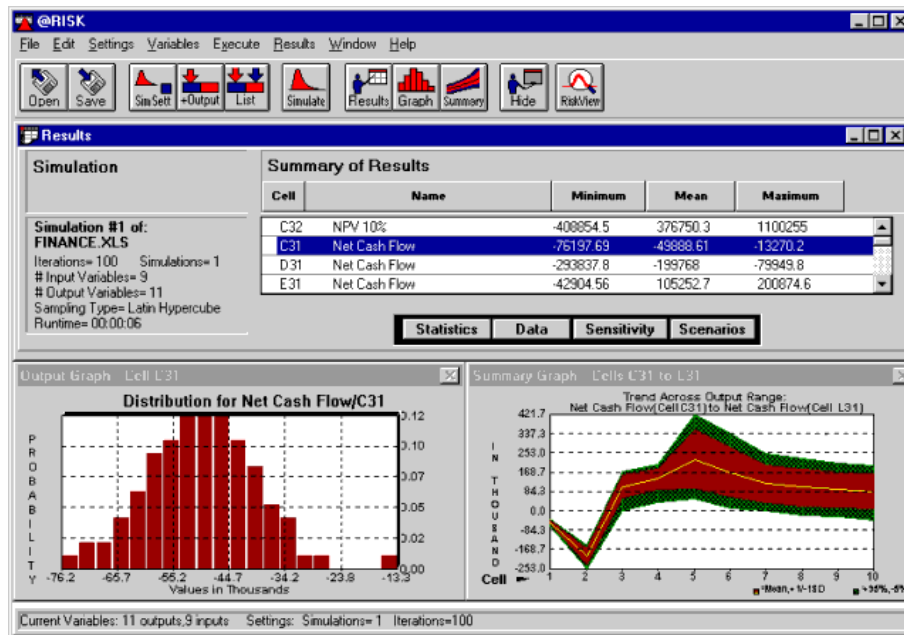 @RISK
File Edit Settings Variables Execute Results Window Help
Open Save Sim Sett +Output List Simulate Results Graph Summary Hide RiskView
Results
Simulation
Summary of Results
Cell Name Minimum Mean Maximum
Simulation #1 of:
FINANCE.XLS
Iterations= 100 Simulations= 1
# Input Variables= 9
# Output Variables= 11
Sampling Type= Latin Hypercube
Runtime= 00:00:06
C32 NPV 10% -408854.5 376750.3 1100255
C31 Net Cash Flow -76197.69 -49888.61 -13270.2
D31 Net Cash Flow -293837.8 -199768 -79949.8
E31 Net Cash Flow -42904.56 105252.7 200874.6
Statistics Data Sensitivity Scenarios
Output Graph Cell C31
Distribution for Net Cash Flow/C31
PROBABILITY
0.12
0.10
0.07
0.05
0.02
0.00
-76.2 -65.7 -55.2 -44.7 -34.2 -23.8 -13.3
Values in Thousands
Summary Graph Cells C31 to L31
Trend Across Output Range:
Net Cash Flow(Cell C31) to Net Cash Flow(Cell L31)
IN THOUSAND
421.7
337.3
253.0
168.7
84.3
0.0
-84.3
-168.7
-253.0
Cell 1 2 3 4 5 6 7 8 9 10
=Mean,+ 1/-1SD
Current Variables: 11 outputs,9 inputs Settings: Simulations= 1 Iterations=100